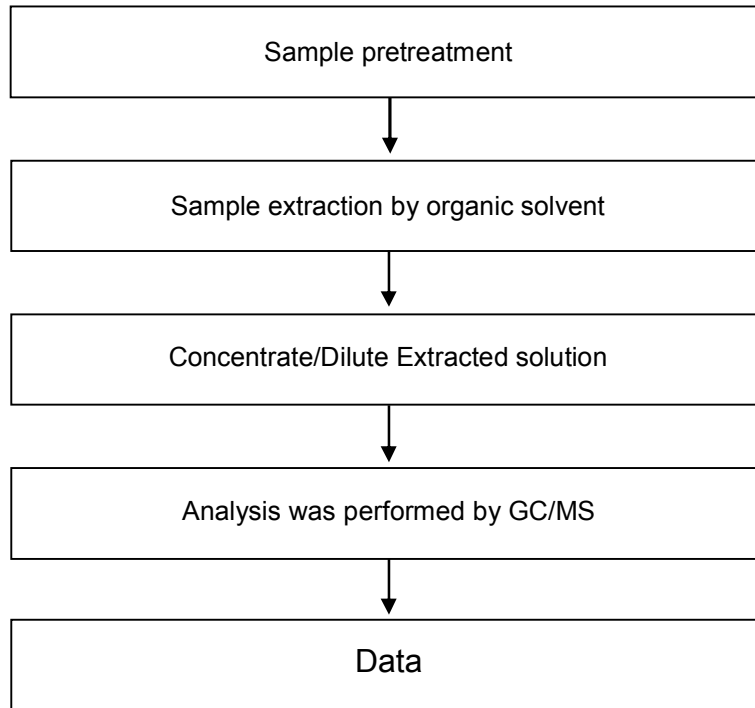 Sample pretreatment
Sample extraction by organic solvent
Concentrate/Dilute Extracted solution
Analysis was performed by GC/MS
Data